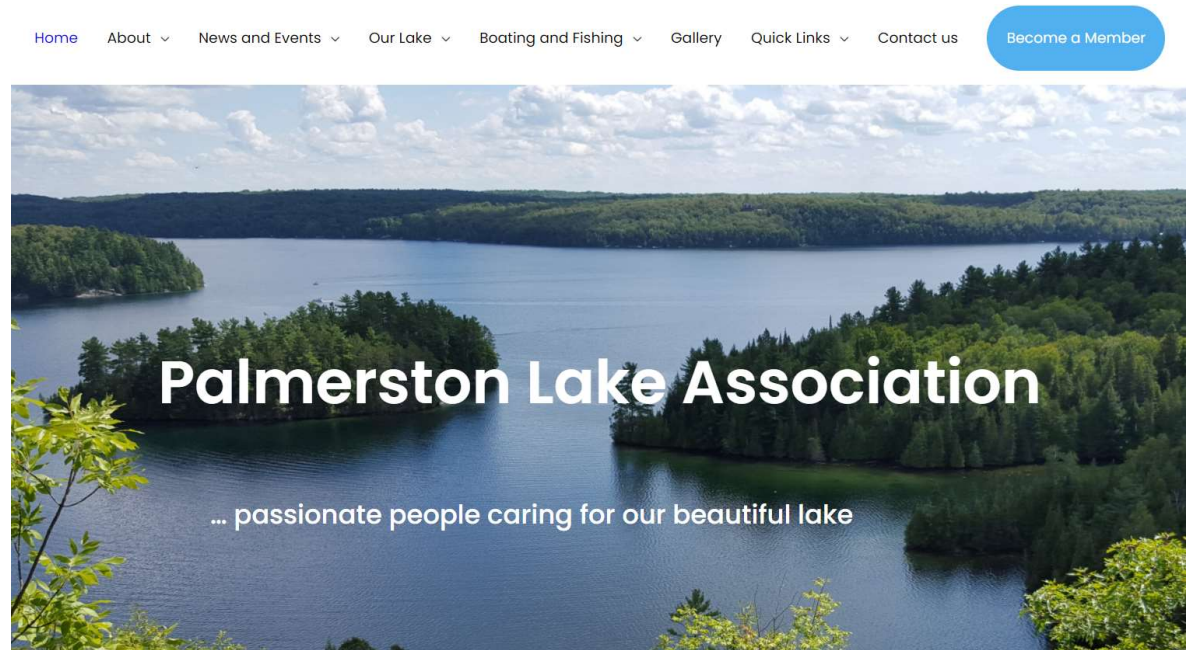 Home About News and Events Our Lake Boating and Fishing Gallery Quick Links Contact us Become a Member
Palmerston Lake Association
... passionate people caring for our beautiful lake